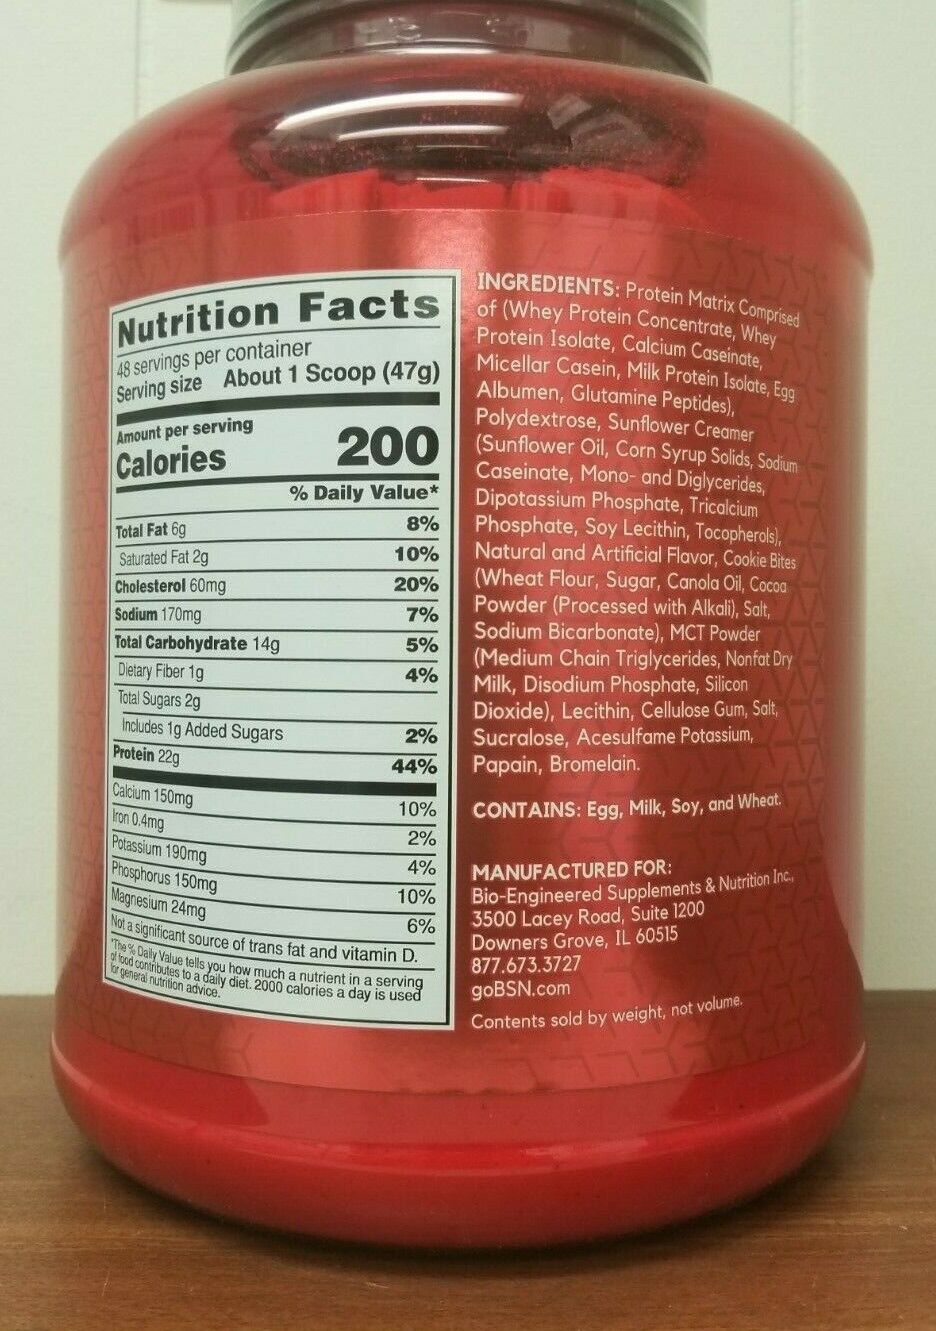 Nutrition Facts
48 servings per container
Serving size About 1 Scoop (47g)
Amount per serving
Calories 200
% Daily Value*
Total Fat 6g 8%
Saturated Fat 2g 10%
Cholesterol 60mg 20%
Sodium 170mg 7%
Total Carbohydrate 14g 5%
Dietary Fiber 1g 4%
Total Sugars 2g
Includes 1g Added Sugars 2%
Protein 22g 44%
Calcium 150mg 10%
Iron 0.4mg 2%
Potassium 190mg 4%
Phosphorus 150mg 10%
Magnesium 24mg 6%
Not a significant source of trans fat and vitamin D.
*The % Daily Value tells you how much a nutrient in a serving
of food contributes to a daily diet. 2000 calories a day is used
for general nutrition advice.
INGREDIENTS: Protein Matrix Comprised
of (Whey Protein Concentrate, Whey
Protein Isolate, Calcium Caseinate,
Micellar Casein, Milk Protein Isolate, Egg
Albumen, Glutamine Peptides),
Polydextrose, Sunflower Creamer
(Sunflower Oil, Corn Syrup Solids, Sodium
Caseinate, Mono- and Diglycerides,
Dipotassium Phosphate, Tricalcium
Phosphate, Soy Lecithin, Tocopherols),
Natural and Artificial Flavor, Cookie Bites
(Wheat Flour, Sugar, Canola Oil, Cocoa
Powder (Processed with Alkali), Salt,
Sodium Bicarbonate), MCT Powder
(Medium Chain Triglycerides, Nonfat Dry
Milk, Disodium Phosphate, Silicon
Dioxide), Lecithin, Cellulose Gum, Salt,
Sucralose, Acesulfame Potassium,
Papain, Bromelain.
CONTAINS: Egg, Milk, Soy, and Wheat.
MANUFACTURED FOR:
Bio-Engineered Supplements & Nutrition Inc.,
3500 Lacey Road, Suite 1200
Downers Grove, IL 60515
877.673.3727
goBSN.com
Contents sold by weight, not volume.